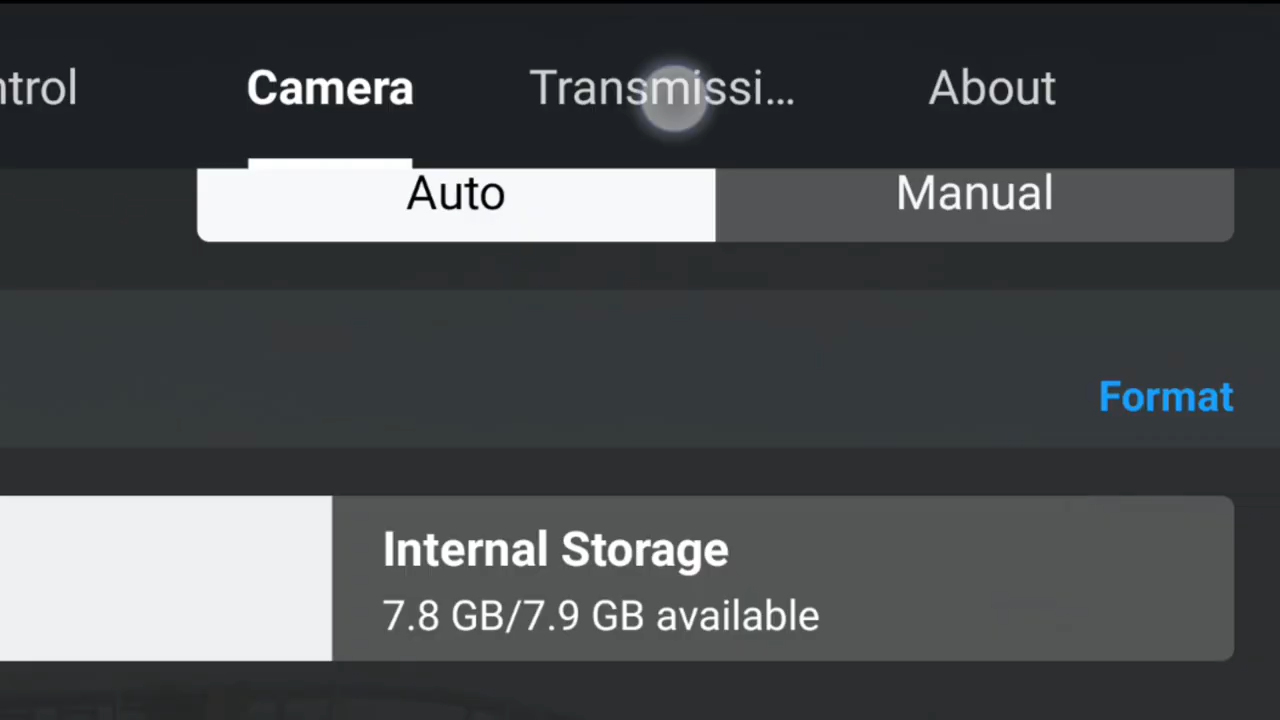 ntrol Camera Transmissi... About
Auto Manual
Format
Internal Storage
7.8 GB/7.9 GB available